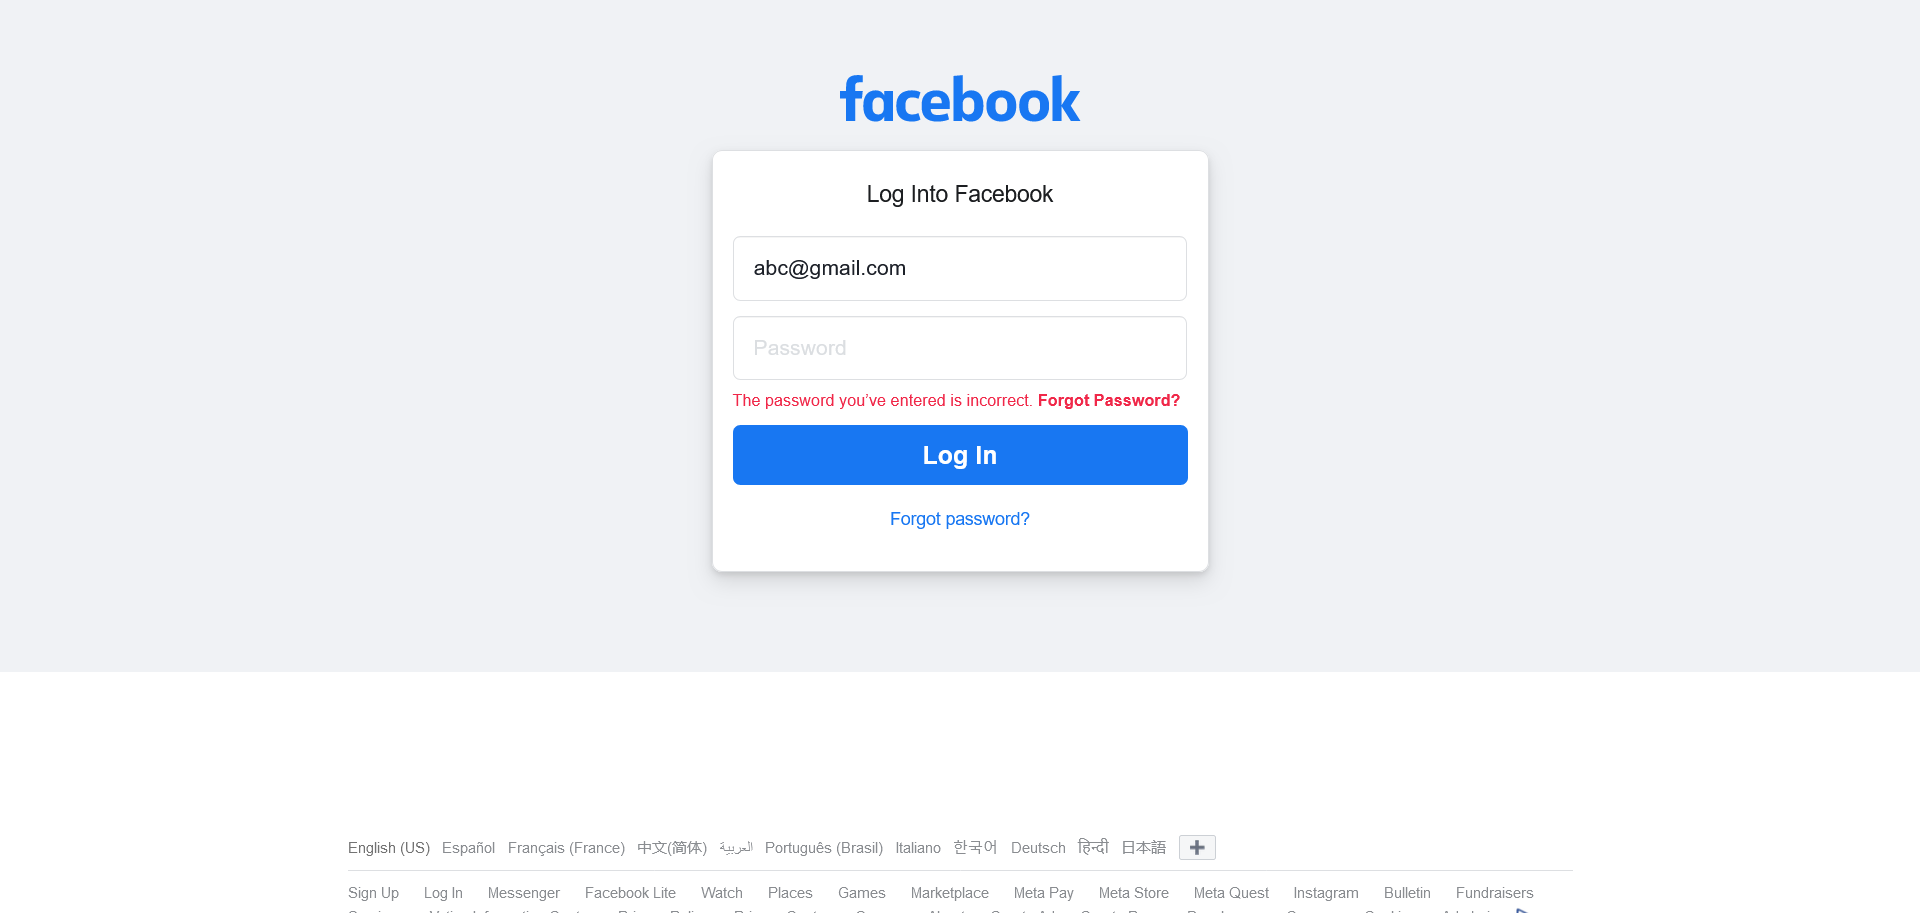 facebook
Log Into Facebook
abc@gmail.com
Password
The password you've entered is incorrect. Forgot Password?
Log In
Forgot password?
English (US) Español Français (France) 中文(简体) العربية Português (Brasil) Italiano 한국어 Deutsch हिन्दी 日本語
Sign Up Log In Messenger Facebook Lite Watch Places Games Marketplace Meta Pay Meta Store Meta Quest Instagram Bulletin Fundraisers